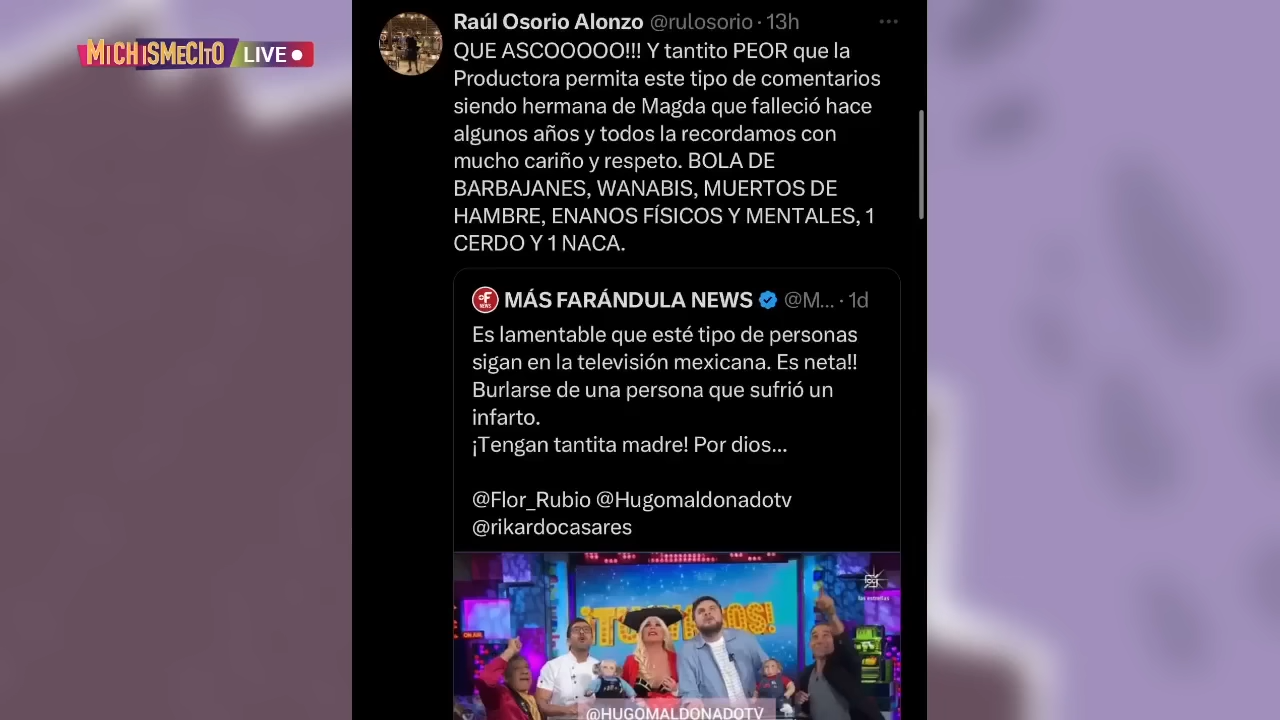 MICHISMECITO LIVE
Raúl Osorio Alonzo @rulosorio · 13h
QUE ASCOOOOO!!! Y tantito PEOR que la
Productora permita este tipo de comentarios
siendo hermana de Magda que falleció hace
algunos años y todos la recordamos con
mucho cariño y respeto. BOLA DE
BARBAJANES, WANABIS, MUERTOS DE
HAMBRE, ENANOS FÍSICOS Y MENTALES, 1
CERDO Y 1 NACA.
MÁS FARÁNDULA NEWS @M... · 1d
Es lamentable que esté tipo de personas
sigan en la televisión mexicana. Es neta!!
Burlarse de una persona que sufrió un
infarto.
¡Tengan tantita madre! Por dios...
@Flor_Rubio @Hugomaldonadotv
@rikardocasares
las estrellas
@HUGOMALDONADOTV